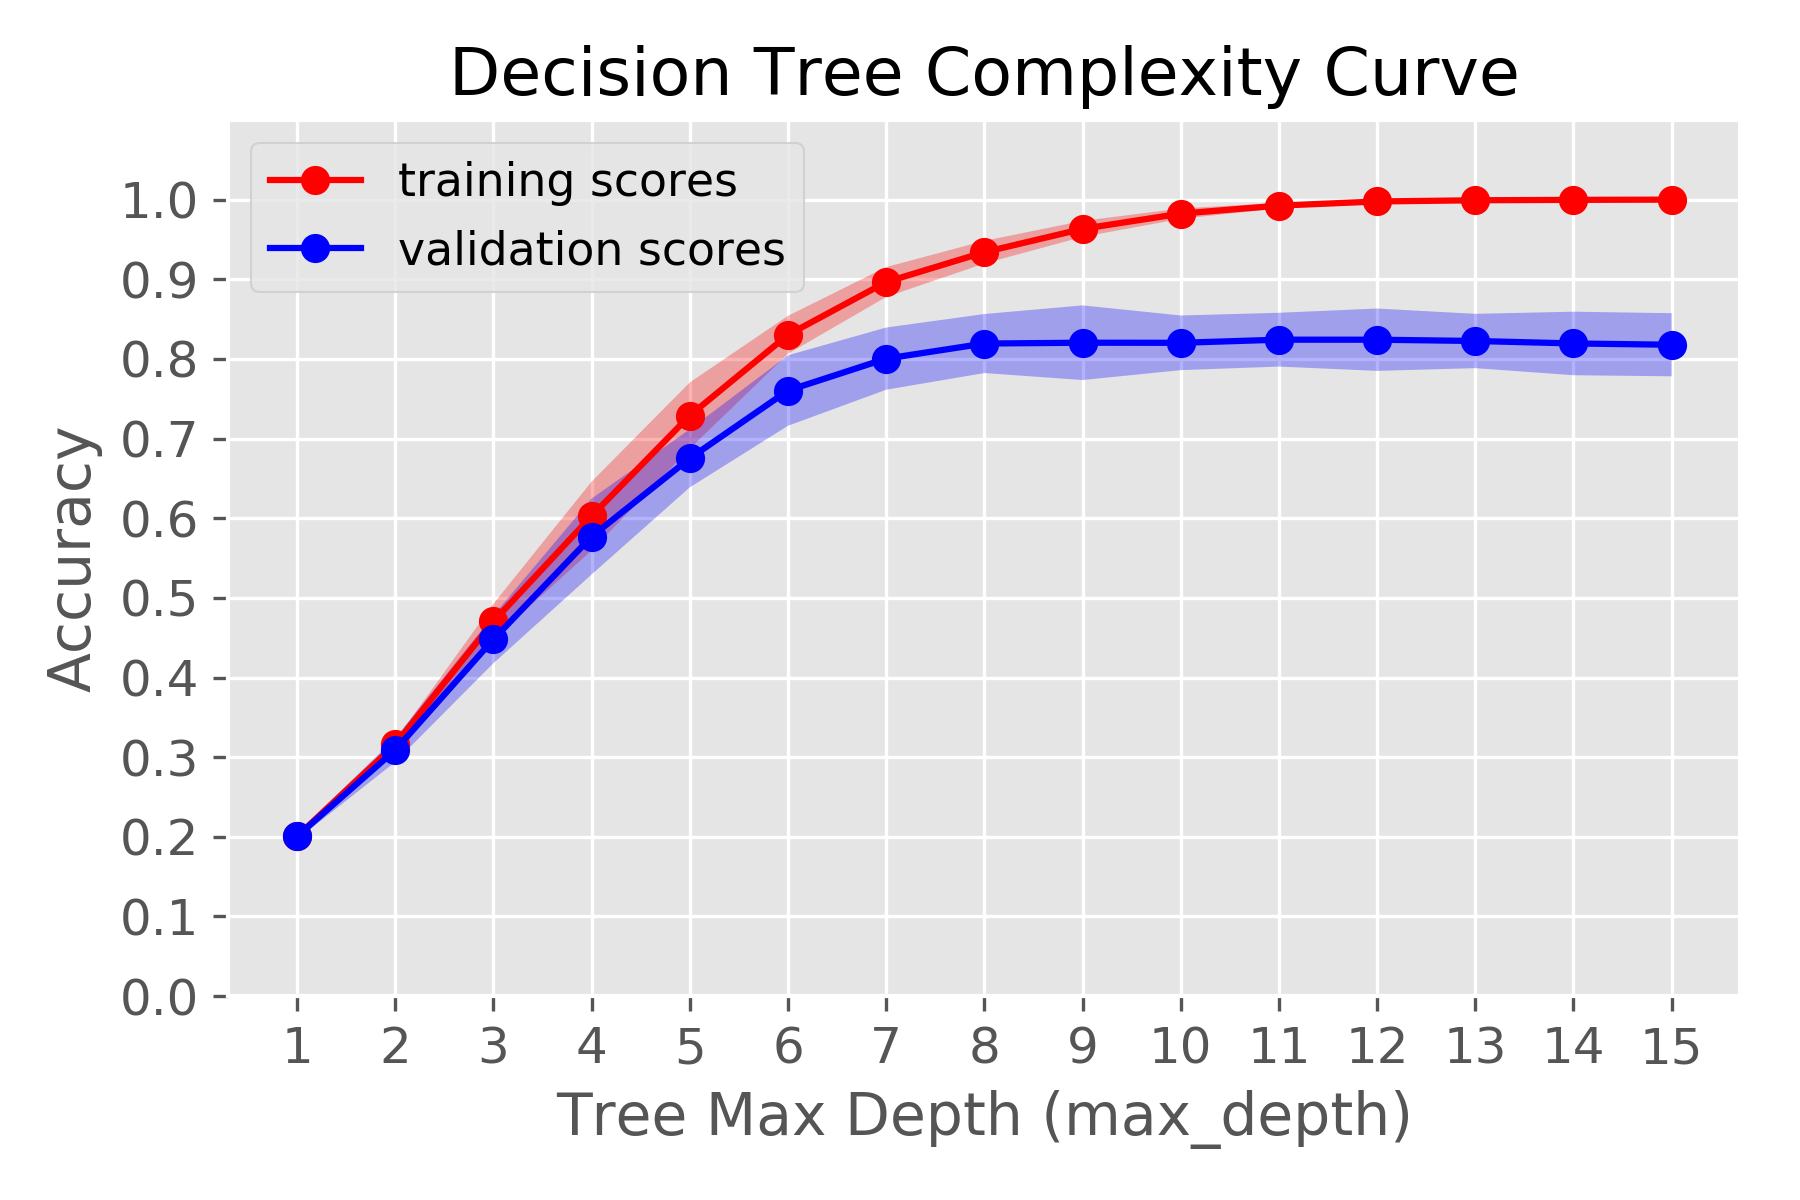 Decision Tree Complexity Curve
training scores
validation scores
1.0
0.9
0.8
0.7
0.6
0.5
0.4
0.3
0.2
0.1
0.0
Accuracy
1 2 3 4 5 6 7 8 9 10 11 12 13 14 15
Tree Max Depth (max_depth)